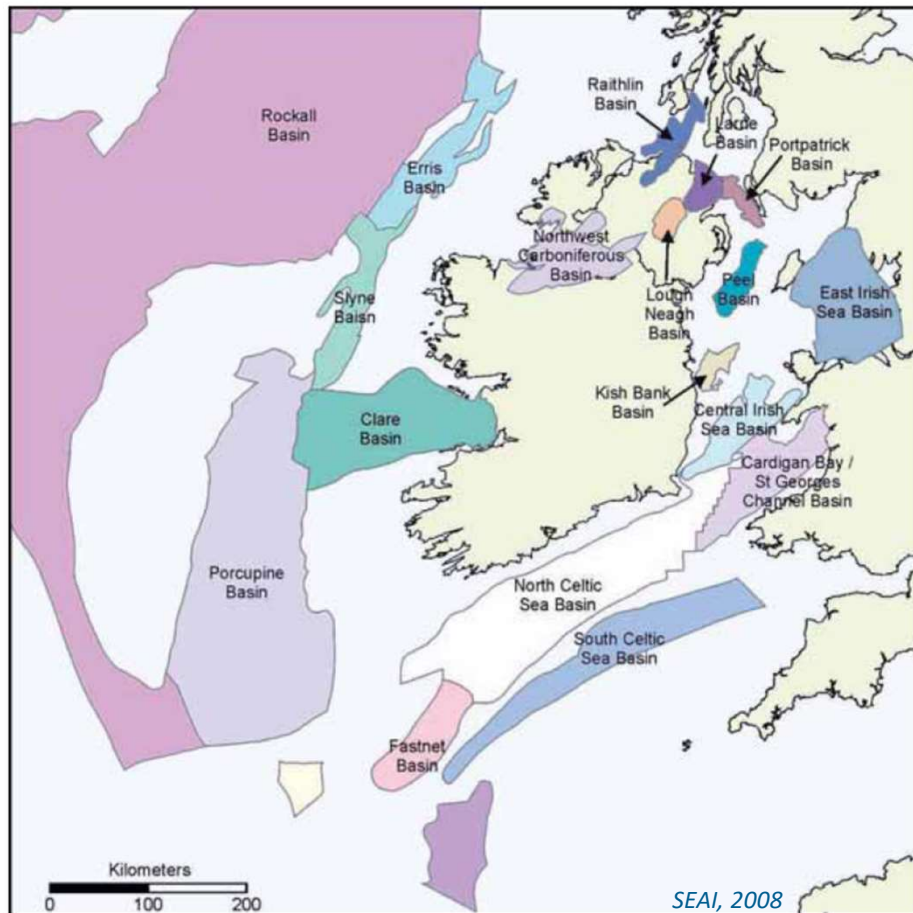 Rockall
Basin
Erris
Basin
Slyne
Baisn
Raithlin
Basin
Larne
Basin
Portpatrick
Basin
Northwest
Carboniferous
Basin
Lough
Neagh
Basin
Peel
Basin
East Irish
Sea Basin
Kish Bank
Basin
Central Irish
Sea Basin
Clare
Basin
Cardigan Bay /
St Georges
Channel Basin
Porcupine
Basin
North Celtic
Sea Basin
South Celtic
Sea Basin
Fastnet
Basin
Kilometers
0 100 200
SEAI, 2008